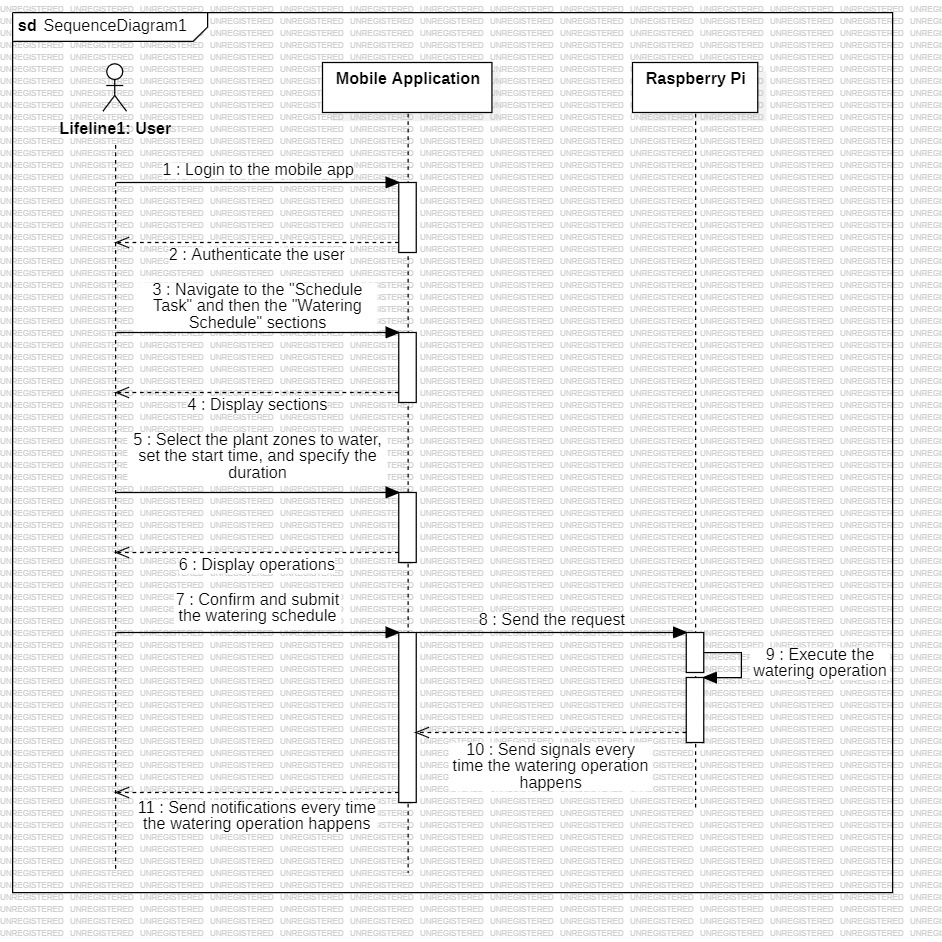 sd SequenceDiagram1
Mobile Application
Raspberry Pi
Lifeline1: User
1 : Login to the mobile app
2 : Authenticate the user
3 : Navigate to the "Schedule
Task" and then the "Watering
Schedule" sections
4 : Display sections
5 : Select the plant zones to water,
set the start time, and specify the
duration
6 : Display operations
7 : Confirm and submit
the watering schedule
8 : Send the request
9 : Execute the
watering operation
10 : Send signals every
time the watering operation
happens
11 : Send notifications every time
the watering operation happens
UNREGISTERED